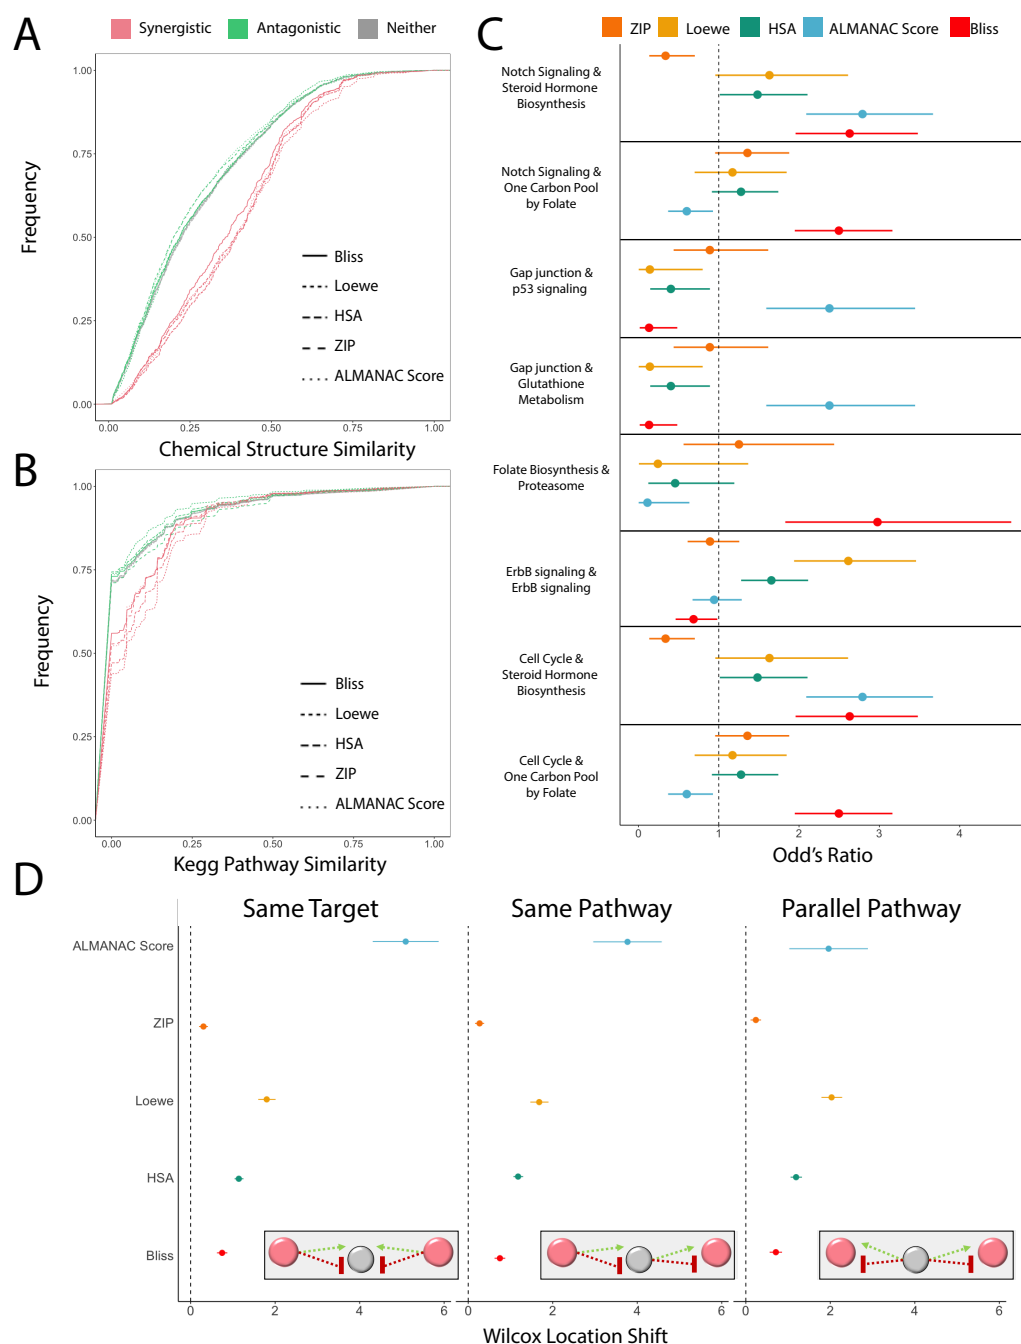 A
Synergistic
Antagonistic
Neither
1.00
0.75
0.50
0.25
0.00
Frequency
Bliss
Loewe
HSA
ZIP
ALMANAC Score
0.00
0.25
0.50
0.75
1.00
Chemical Structure Similarity
B
1.00
0.75
0.50
0.25
0.00
Frequency
Bliss
Loewe
HSA
ZIP
ALMANAC Score
0.00
0.25
0.50
0.75
1.00
Kegg Pathway Similarity
C
ZIP
Loewe
HSA
ALMANAC Score
Bliss
Notch Signaling &
Steroid Hormone
Biosynthesis
Notch Signaling &
One Carbon Pool
by Folate
Gap junction &
p53 signaling
Gap junction &
Glutathione
Metabolism
Folate Biosynthesis &
Proteasome
ErbB signaling &
ErbB signaling
Cell Cycle &
Steroid Hormone
Biosynthesis
Cell Cycle &
One Carbon Pool
by Folate
0
1
2
3
4
Odd's Ratio
D
Same Target
Same Pathway
Parallel Pathway
ALMANAC Score
ZIP
Loewe
HSA
Bliss
0
2
4
6
0
2
4
6
0
2
4
6
Wilcox Location Shift